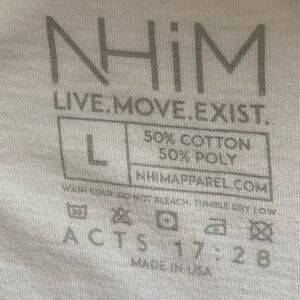 NHiM
LIVE.MOVE.EXIST.
L
50% COTTON
50% POLY
NHIMAPPAREL.COM
WASH COLD. DO NOT BLEACH. TUMBLE DRY LOW
30
ACTS 17:28
MADE IN USA